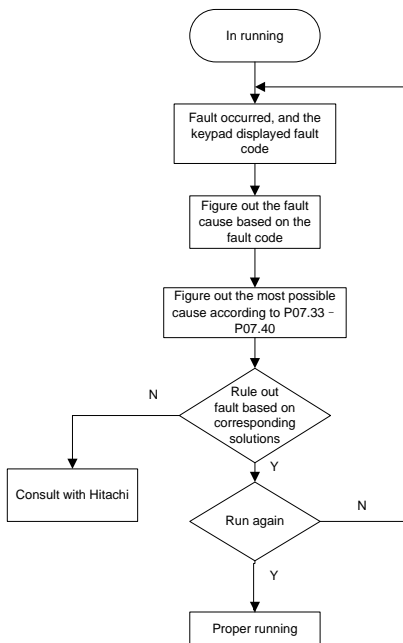 In running
Fault occurred, and the
keypad displayed fault
code
Figure out the fault
cause based on the
fault code
Figure out the most possible
cause according to P07.33﹣
P07.40
Rule out
fault based on
corresponding
solutions
N
Y
Consult with Hitachi
Run again
N
Y
Proper running